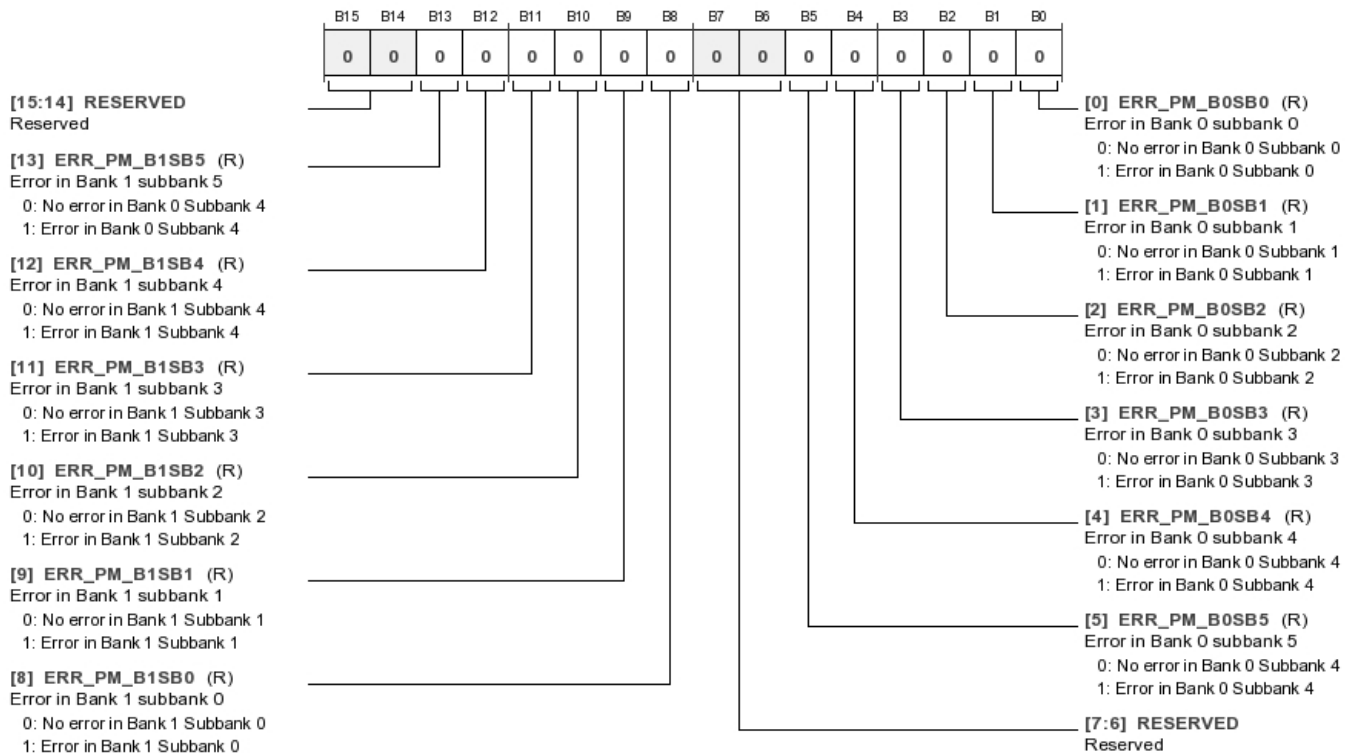 B15 B14 B13 B12 B11 B10 B9 B8 B7 B6 B5 B4 B3 B2 B1 B0
0 0 0 0 0 0 0 0 0 0 0 0 0 0 0 0
[15:14] RESERVED
Reserved
[13] ERR_PM_B1SB5 (R)
Error in Bank 1 subbank 5
0: No error in Bank 0 Subbank 4
1: Error in Bank 0 Subbank 4
[12] ERR_PM_B1SB4 (R)
Error in Bank 1 subbank 4
0: No error in Bank 1 Subbank 4
1: Error in Bank 1 Subbank 4
[11] ERR_PM_B1SB3 (R)
Error in Bank 1 subbank 3
0: No error in Bank 1 Subbank 3
1: Error in Bank 1 Subbank 3
[10] ERR_PM_B1SB2 (R)
Error in Bank 1 subbank 2
0: No error in Bank 1 Subbank 2
1: Error in Bank 1 Subbank 2
[9] ERR_PM_B1SB1 (R)
Error in Bank 1 subbank 1
0: No error in Bank 1 Subbank 1
1: Error in Bank 1 Subbank 1
[8] ERR_PM_B1SB0 (R)
Error in Bank 1 subbank 0
0: No error in Bank 1 Subbank 0
1: Error in Bank 1 Subbank 0
[0] ERR_PM_B0SB0 (R)
Error in Bank 0 subbank 0
0: No error in Bank 0 Subbank 0
1: Error in Bank 0 Subbank 0
[1] ERR_PM_B0SB1 (R)
Error in Bank 0 subbank 1
0: No error in Bank 0 Subbank 1
1: Error in Bank 0 Subbank 1
[2] ERR_PM_B0SB2 (R)
Error in Bank 0 subbank 2
0: No error in Bank 0 Subbank 2
1: Error in Bank 0 Subbank 2
[3] ERR_PM_B0SB3 (R)
Error in Bank 0 subbank 3
0: No error in Bank 0 Subbank 3
1: Error in Bank 0 Subbank 3
[4] ERR_PM_B0SB4 (R)
Error in Bank 0 subbank 4
0: No error in Bank 0 Subbank 4
1: Error in Bank 0 Subbank 4
[5] ERR_PM_B0SB5 (R)
Error in Bank 0 subbank 5
0: No error in Bank 0 Subbank 4
1: Error in Bank 0 Subbank 4
[7:6] RESERVED
Reserved